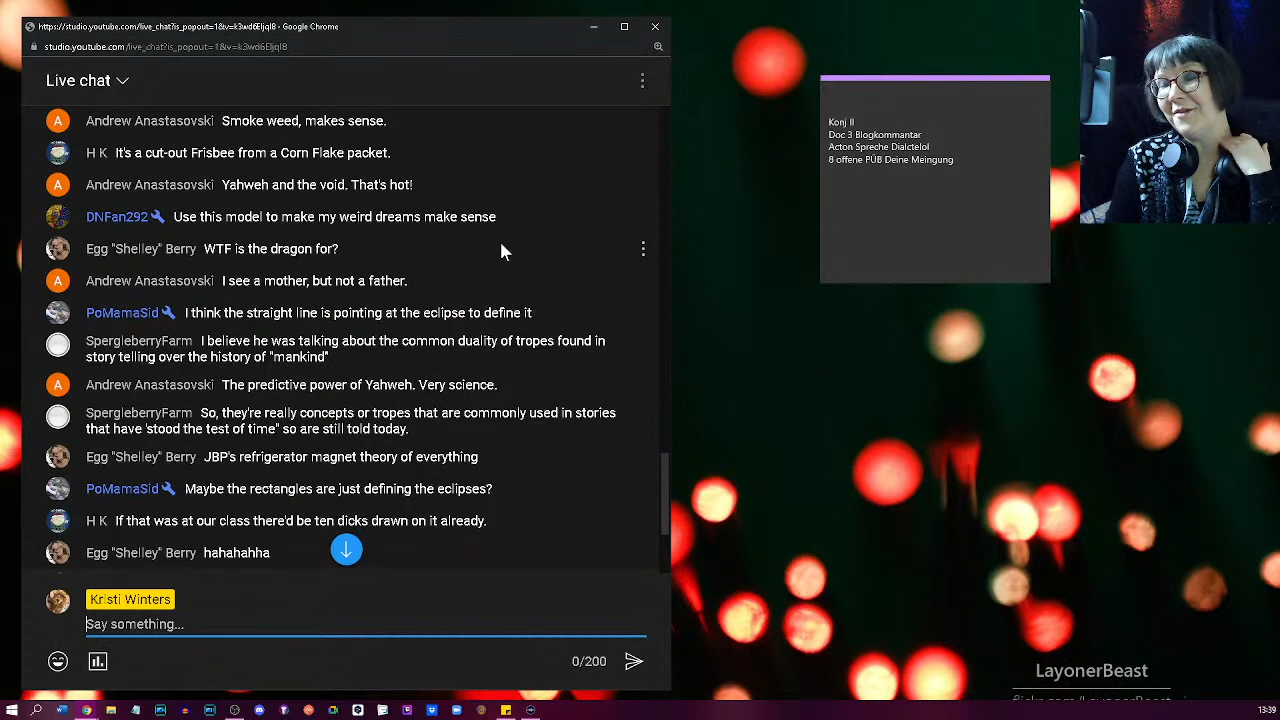 https://studio.youtube.com/live_chat?is_popout=1&v=k3wd6EljqI8 - Google Chrome
studio.youtube.com/live_chat?is_popout=1&v=k3wd6EljqI8
Live chat
Andrew Anastasovski Smoke weed, makes sense.
H K It's a cut-out Frisbee from a Corn Flake packet.
Andrew Anastasovski Yahweh and the void. That's hot!
DNFan292 Use this model to make my weird dreams make sense
Egg "Shelley" Berry WTF is the dragon for?
Andrew Anastasovski I see a mother, but not a father.
PoMamaSid I think the straight line is pointing at the eclipse to define it
SpergleberryFarm I believe he was talking about the common duality of tropes found in
story telling over the history of "mankind"
Andrew Anastasovski The predictive power of Yahweh. Very science.
SpergleberryFarm So, they're really concepts or tropes that are commonly used in stories
that have 'stood the test of time" so are still told today.
Egg "Shelley" Berry JBP's refrigerator magnet theory of everything
PoMamaSid Maybe the rectangles are just defining the eclipses?
H K If that was at our class there'd be ten dicks drawn on it already.
Egg "Shelley" Berry hahahahha
Kristi Winters
Say something...
0/200
Konj II
Doc 3 Blogkommantar
Acton Spreche Dialctelol
8 offene PUB Deine Meingung
LayonerBeast
flickr.com/LayonerBeast
13:39